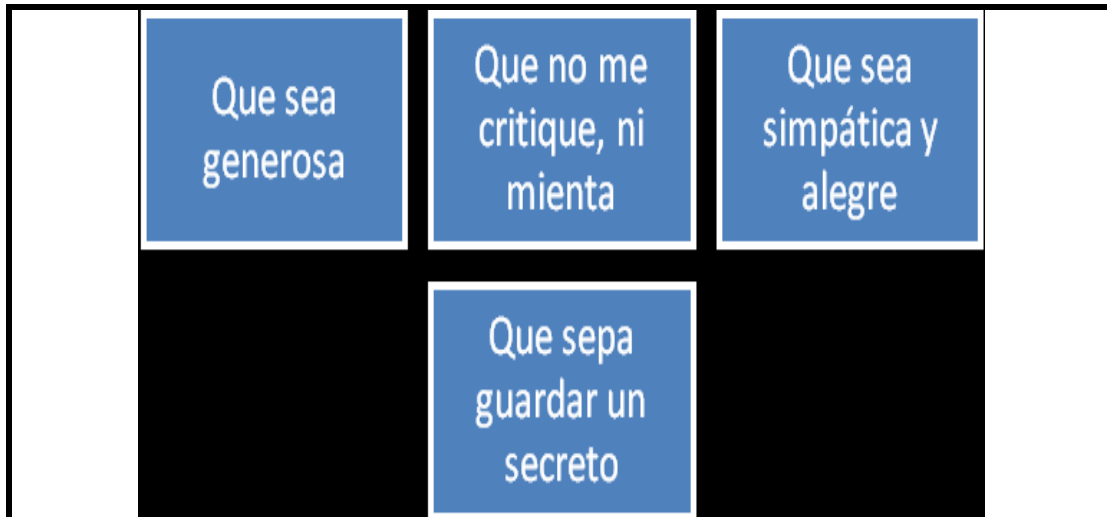 Que sea
generosa
Que no me
critique, ni
mienta
Que sea
simpática y
alegre
Que sepa
guardar un
secreto